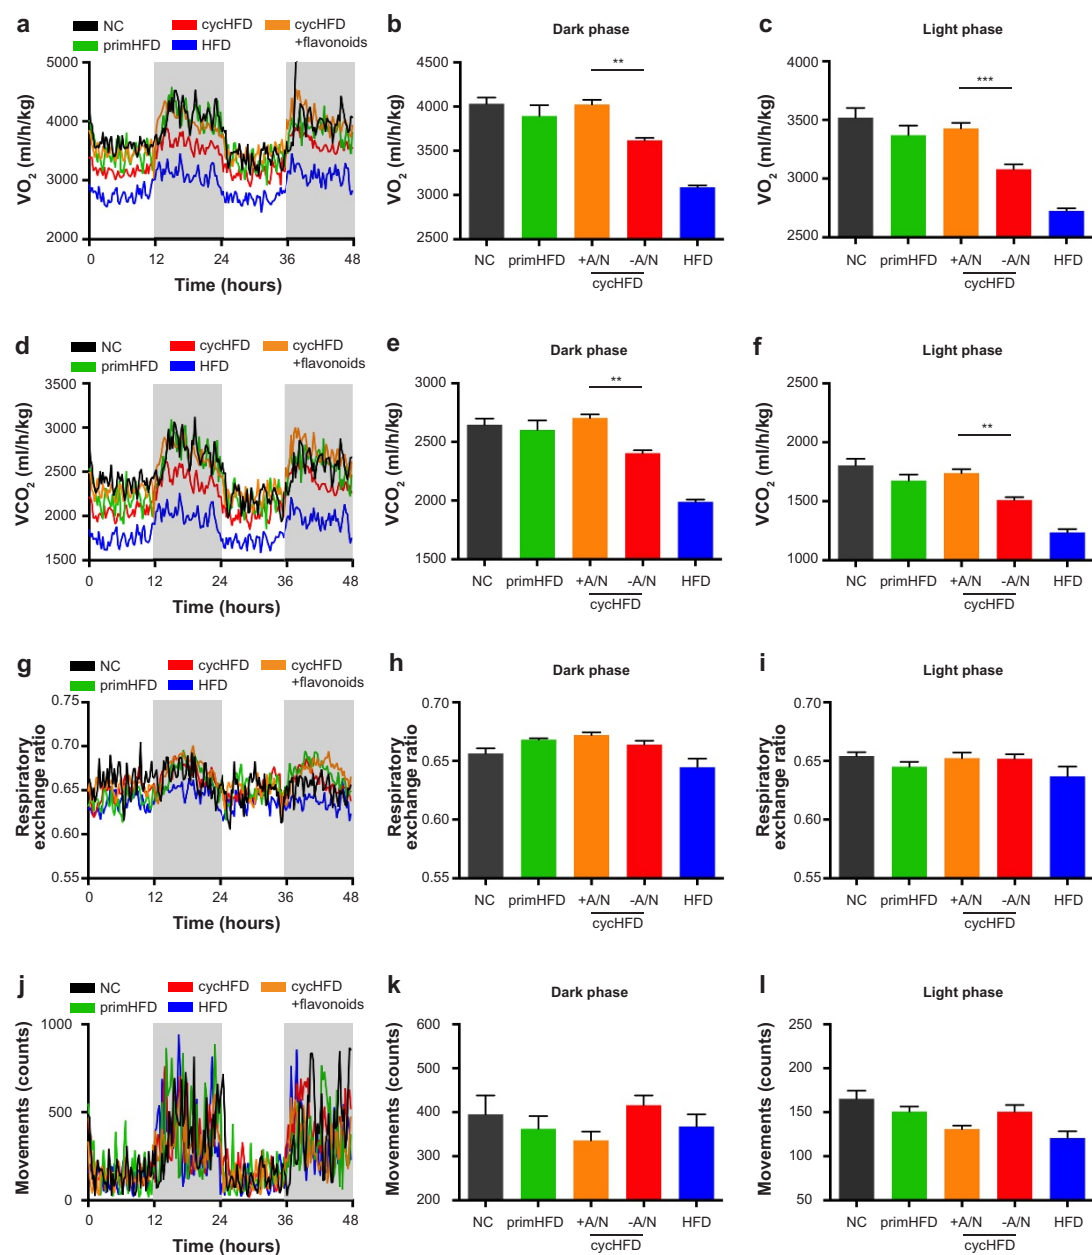 a
NC
cycHFD
cycHFD
+flavonoids
primHFD
HFD
5000
4000
3000
2000
VO2 (ml/h/kg)
0
12
24
36
48
Time (hours)
b
Dark phase
**
4500
4000
3500
3000
2500
VO2 (ml/h/kg)
NC
primHFD
+A/N
-A/N
HFD
cycHFD
c
Light phase
***
4000
3500
3000
2500
VO2 (ml/h/kg)
NC
primHFD
+A/N
-A/N
HFD
cycHFD
d
NC
cycHFD
cycHFD
+flavonoids
primHFD
HFD
3500
3000
2500
2000
1500
VCO2 (ml/h/kg)
0
12
24
36
48
Time (hours)
e
Dark phase
**
3000
2500
2000
1500
VCO2 (ml/h/kg)
NC
primHFD
+A/N
-A/N
HFD
cycHFD
f
Light phase
**
2500
2000
1500
1000
VCO2 (ml/h/kg)
NC
primHFD
+A/N
-A/N
HFD
cycHFD
g
NC
cycHFD
cycHFD
+flavonoids
primHFD
HFD
0.75
0.70
0.65
0.60
0.55
Respiratory
exchange ratio
0
12
24
36
48
Time (hours)
h
Dark phase
0.75
0.70
0.65
0.60
0.55
Respiratory
exchange ratio
NC
primHFD
+A/N
-A/N
HFD
cycHFD
i
Light phase
0.75
0.70
0.65
0.60
0.55
Respiratory
exchange ratio
NC
primHFD
+A/N
-A/N
HFD
cycHFD
j
NC
cycHFD
cycHFD
+flavonoids
primHFD
HFD
1000
500
0
Movements (counts)
0
12
24
36
48
Time (hours)
k
Dark phase
600
500
400
300
200
Movements (counts)
NC
primHFD
+A/N
-A/N
HFD
cycHFD
l
Light phase
250
200
150
100
50
Movements (counts)
NC
primHFD
+A/N
-A/N
HFD
cycHFD